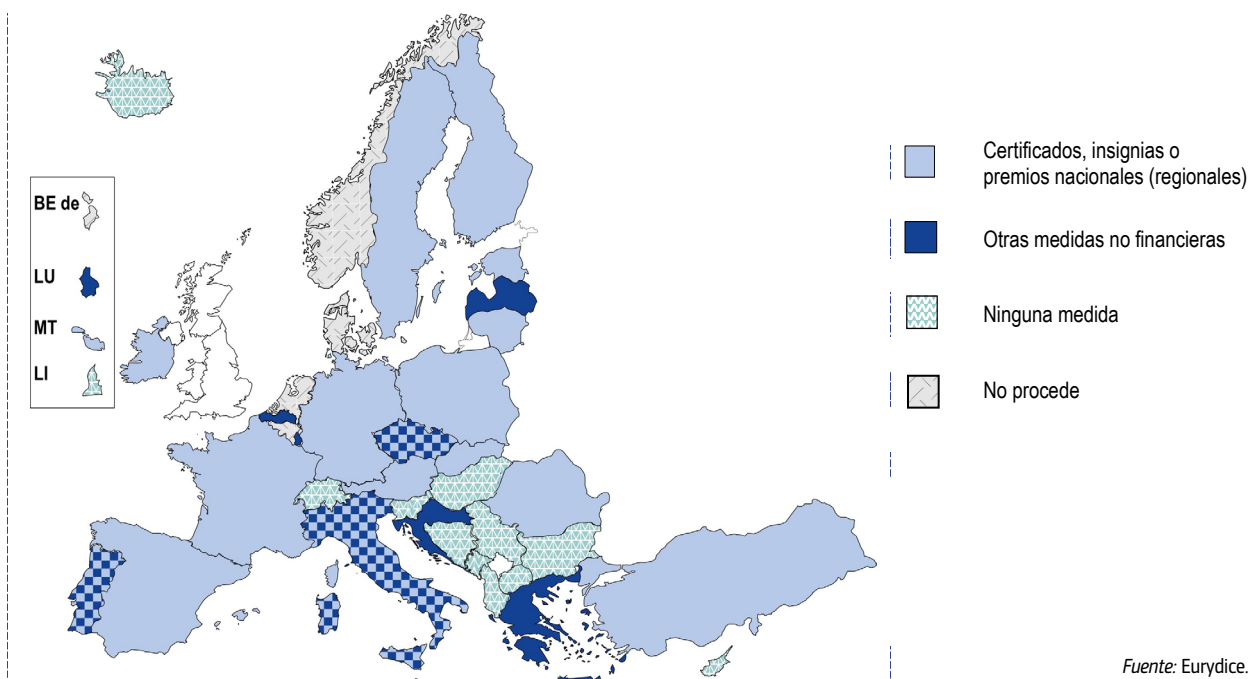 BE de
LU
MT
LI
Certificados, insignias o
premios nacionales (regionales)
Otras medidas no financieras
Ninguna medida
No procede
Fuente: Eurydice.